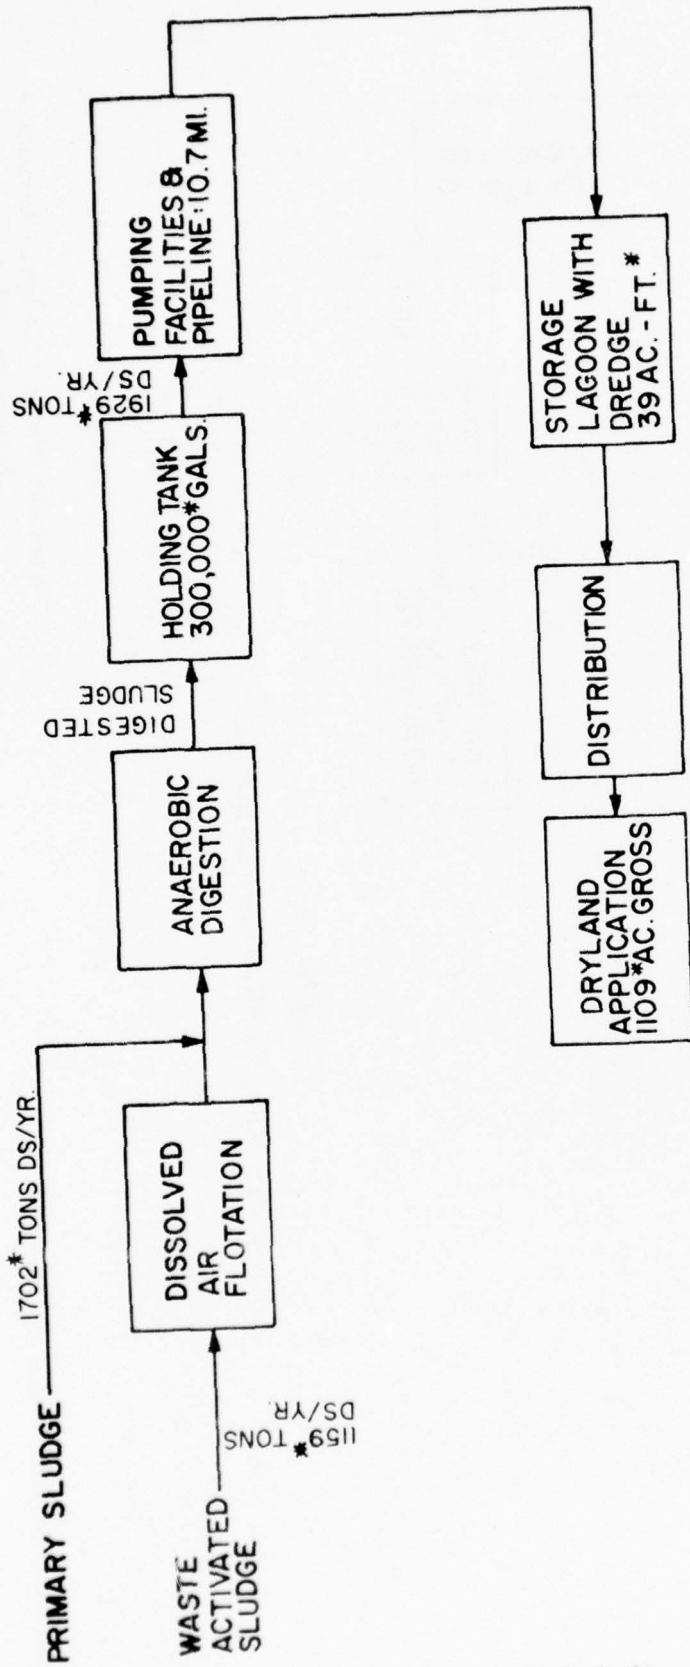 PRIMARY SLUDGE
1702* TONS DS/YR.
WASTE
ACTIVATED
SLUDGE
1159* TONS
DS/YR.
DISSOLVED
AIR
FLOTATION
ANAEROBIC
DIGESTION
DIGESTED
SLUDGE
HOLDING TANK
300,000*GALS.
1929* TONS
DS/YR.
PUMPING
FACILITIES &
PIPELINE:10.7 MI.
STORAGE
LAGOON WITH
DREDGE
39 AC.-FT.*
DISTRIBUTION
DRYLAND
APPLICATION
1109*AC. GROSS